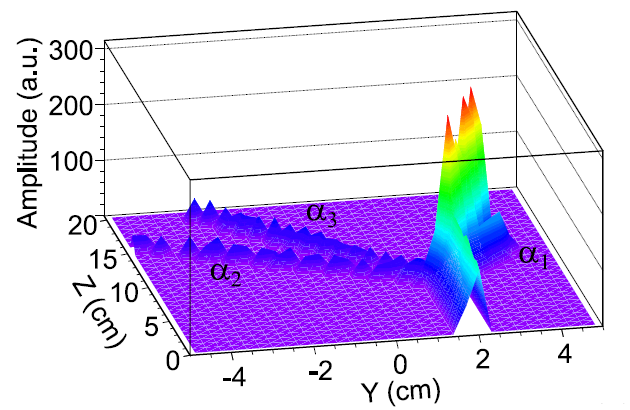 Amplitude (a.u.)
300
200
100
20
15
10
5
0
Z (cm)
-4
-2
0
2
4
Y (cm)
α3
α2
α1